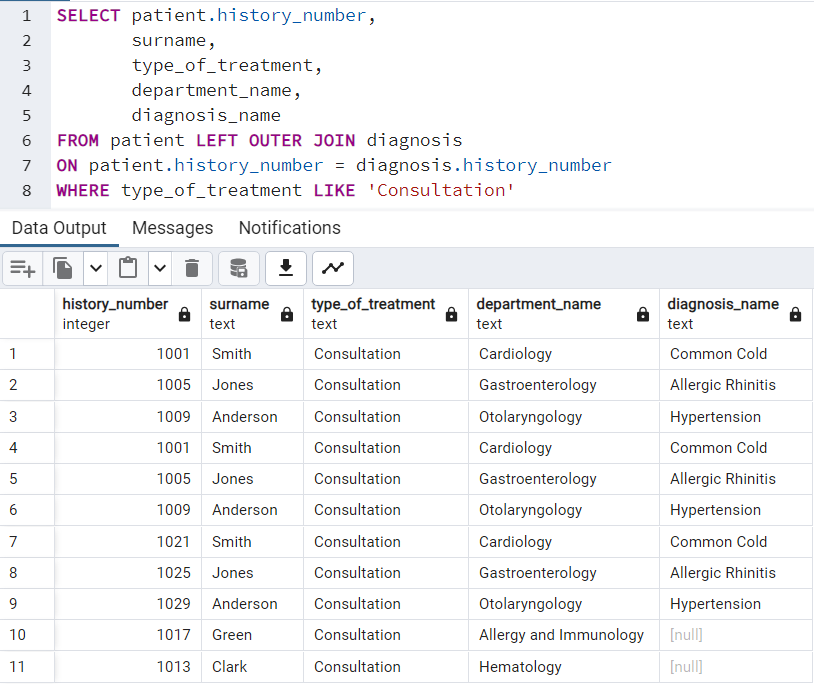 1 SELECT patient.history_number,
2 surname,
3 type_of_treatment,
4 department_name,
5 diagnosis_name
6 FROM patient LEFT OUTER JOIN diagnosis
7 ON patient.history_number = diagnosis.history_number
8 WHERE type_of_treatment LIKE 'Consultation'
Data Output Messages Notifications
history_number surname type_of_treatment department_name diagnosis_name
integer text text text text
1 1001 Smith Consultation Cardiology Common Cold
2 1005 Jones Consultation Gastroenterology Allergic Rhinitis
3 1009 Anderson Consultation Otolaryngology Hypertension
4 1001 Smith Consultation Cardiology Common Cold
5 1005 Jones Consultation Gastroenterology Allergic Rhinitis
6 1009 Anderson Consultation Otolaryngology Hypertension
7 1021 Smith Consultation Cardiology Common Cold
8 1025 Jones Consultation Gastroenterology Allergic Rhinitis
9 1029 Anderson Consultation Otolaryngology Hypertension
10 1017 Green Consultation Allergy and Immunology [null]
11 1013 Clark Consultation Hematology [null]